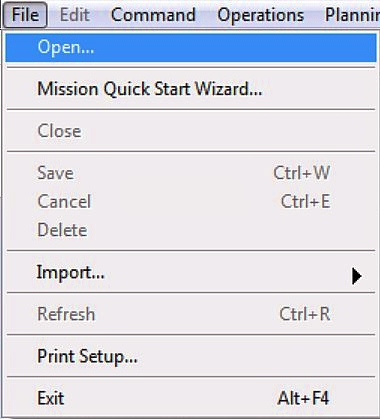 File Edit Command Operations Plannin
Open...
Mission Quick Start Wizard...
Close
Save Ctrl+W
Cancel Ctrl+E
Delete
Import...
Refresh Ctrl+R
Print Setup...
Exit Alt+F4